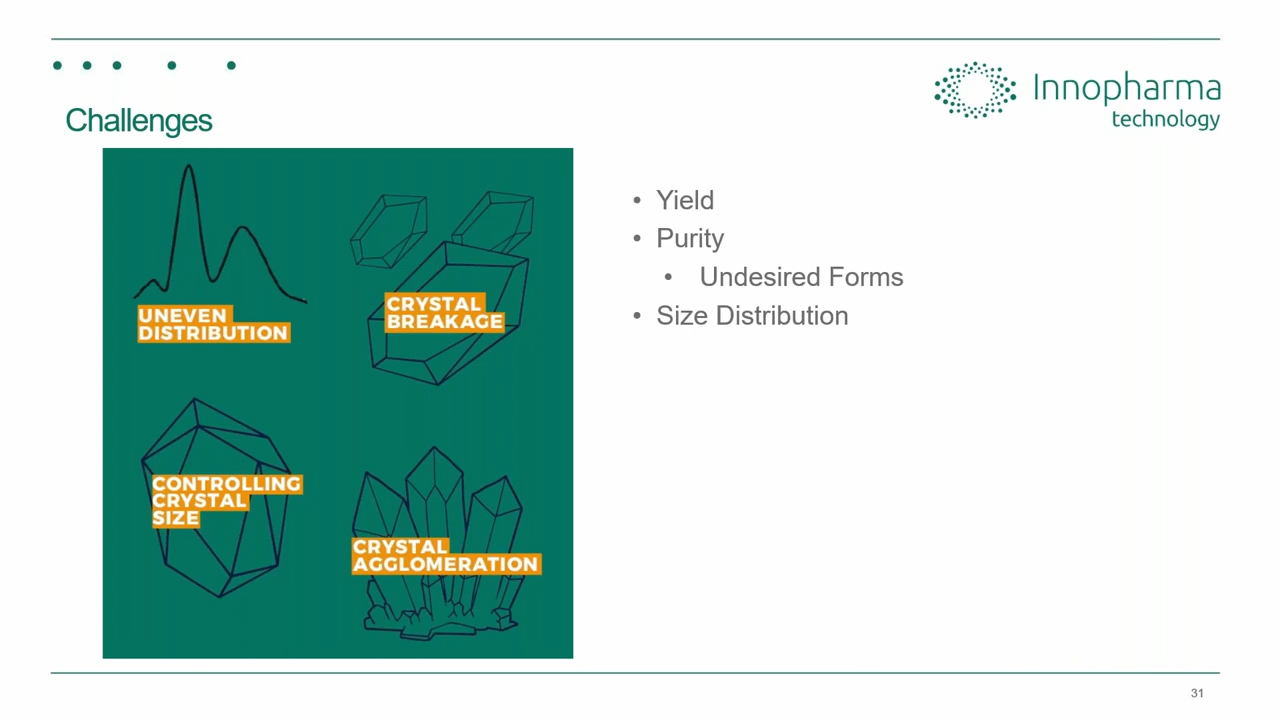 Innopharma
technology
Challenges
UNEVEN
DISTRIBUTION
CRYSTAL
BREAKAGE
CONTROLLING
CRYSTAL
SIZE
CRYSTAL
AGGLOMERATION
• Yield
• Purity
• Undesired Forms
• Size Distribution
31